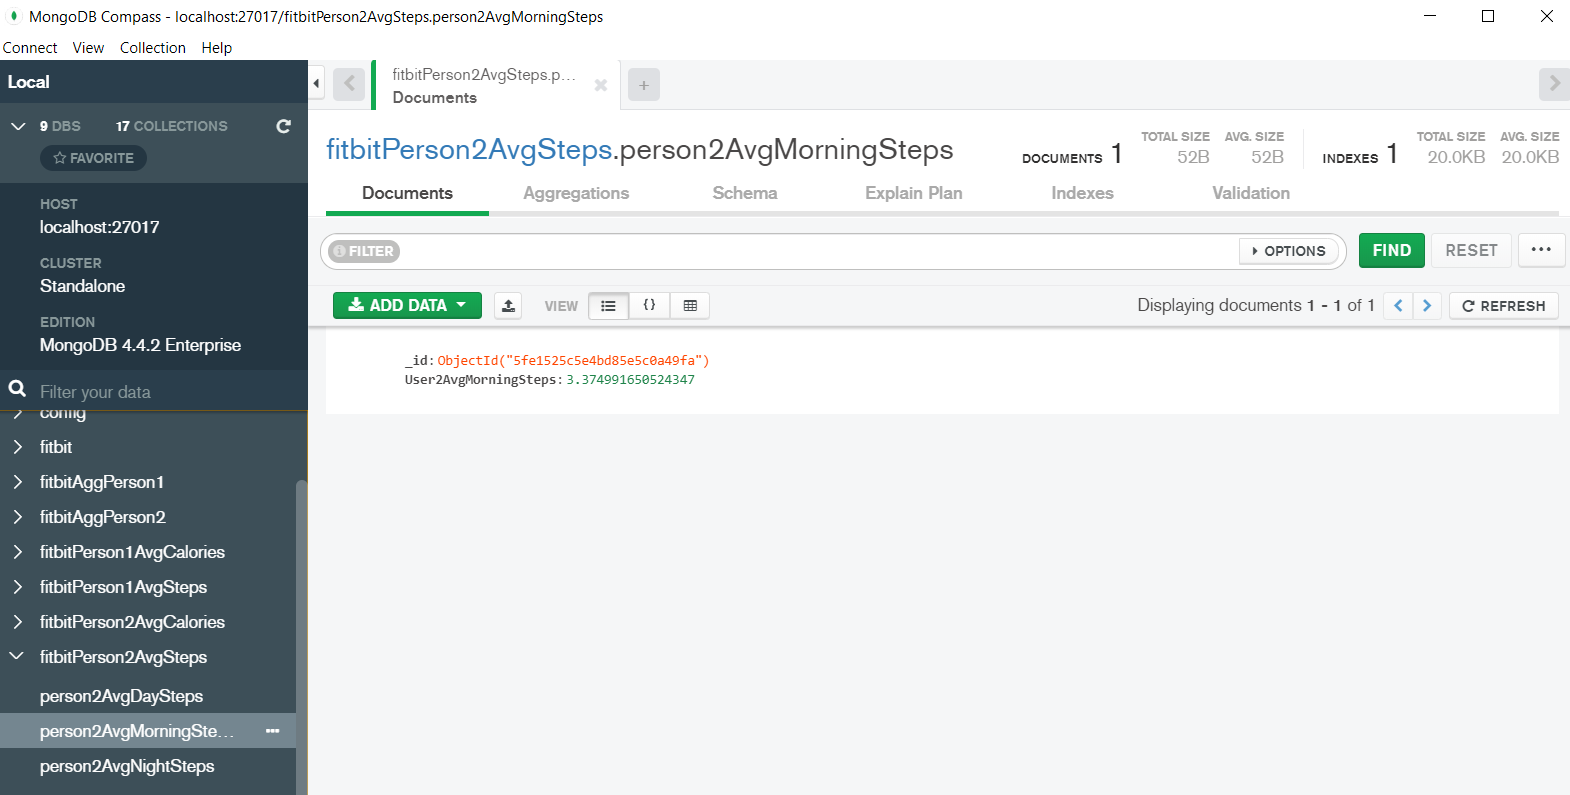 MongoDB Compass - localhost:27017/fitbitPerson2AvgSteps.person2AvgMorningSteps
Connect View Collection Help
Local
9 DBS 17 COLLECTIONS
FAVORITE
HOST
localhost:27017
CLUSTER
Standalone
EDITION
MongoDB 4.4.2 Enterprise
Filter your data
config
fitbit
fitbitAggPerson1
fitbitAggPerson2
fitbitPerson1AvgCalories
fitbitPerson1AvgSteps
fitbitPerson2AvgCalories
fitbitPerson2AvgSteps
person2AvgDaySteps
person2AvgMorningSte...
person2AvgNightSteps
fitbitPerson2AvgSteps.p...
Documents
fitbitPerson2AvgSteps.person2AvgMorningSteps
DOCUMENTS 1 TOTAL SIZE 52B AVG. SIZE 52B
INDEXES 1 TOTAL SIZE 20.0KB AVG. SIZE 20.0KB
Documents Aggregations Schema Explain Plan Indexes Validation
FILTER OPTIONS FIND RESET ...
ADD DATA VIEW {} Displaying documents 1 - 1 of 1 REFRESH
_id: ObjectId("5fe1525c5e4bd85e5c0a49fa")
User2AvgMorningSteps: 3.374991650524347